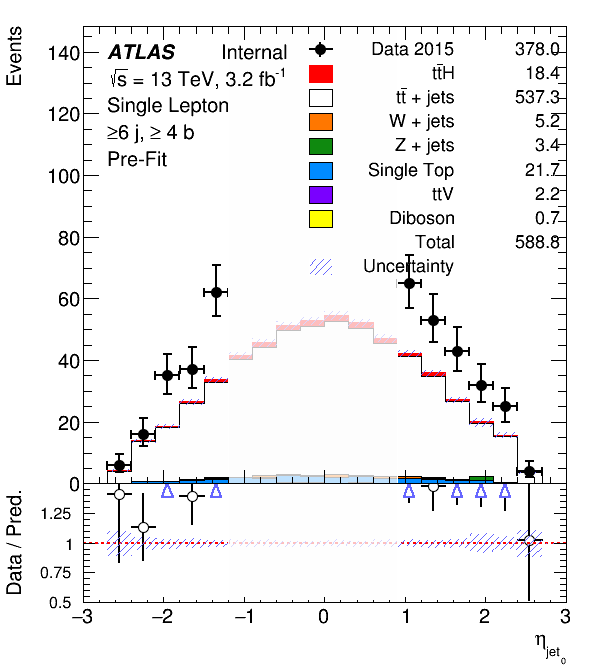 Events
ATLAS Internal
√s = 13 TeV, 3.2 fb⁻¹
Single Lepton
≥6 j, ≥ 4 b
Pre-Fit
Data 2015 378.0
tt̄H 18.4
tt̄ + jets 537.3
W + jets 5.2
Z + jets 3.4
Single Top 21.7
ttV 2.2
Diboson 0.7
Total 588.8
Uncertainty
140
120
100
80
60
40
20
0
Data / Pred.
1.25
1
0.75
0.5
−3 −2 −1 0 1 2 3
η_jet_0